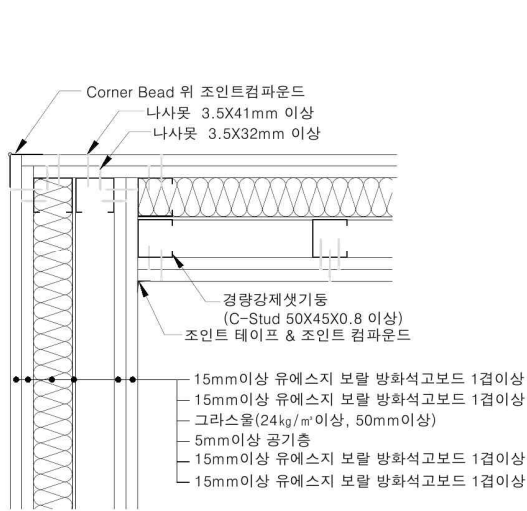 Corner Bead 위 조인트컴파운드
나사못 3.5X41mm 이상
나사못 3.5X32mm 이상
경량강제샛기둥
(C-Stud 50X45X0.8 이상)
조인트 테이프 & 조인트 컴파운드
15mm이상 유에스지 보랄 방화석고보드 1겹이상
15mm이상 유에스지 보랄 방화석고보드 1겹이상
그라스울(24kg/㎥이상, 50mm이상)
5mm이상 공기층
15mm이상 유에스지 보랄 방화석고보드 1겹이상
15mm이상 유에스지 보랄 방화석고보드 1겹이상